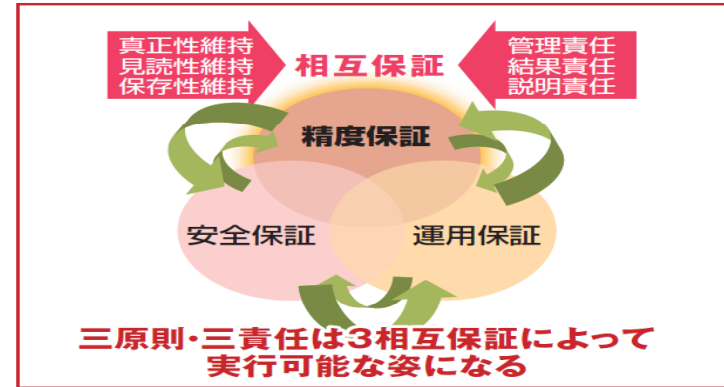 真正性維持
見読性維持
保存性維持
相互保証
管理責任
結果責任
説明責任
精度保証
安全保証
運用保証
三原則・三責任は3相互保証によって
実行可能な姿になる